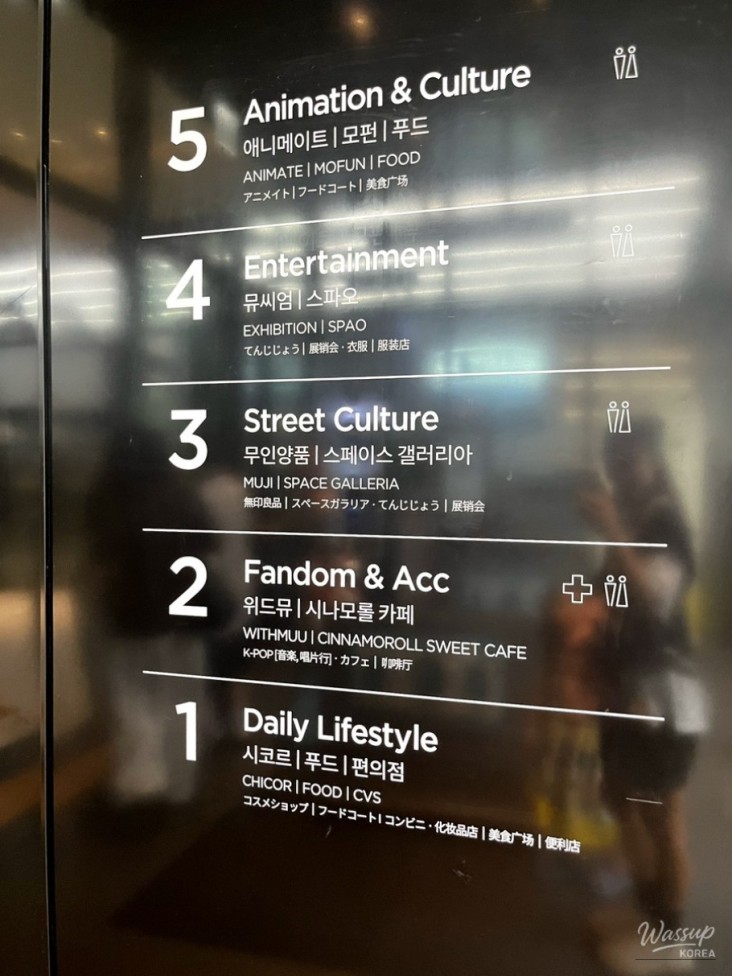 5
Animation & Culture
애니메이트 | 모펀 | 푸드
ANIMATE | MOFUN | FOOD
アニメイト | フードコート | 美食广场
4
Entertainment
뮤씨엄 | 스파오
EXHIBITION | SPAO
てんじじょう | 展销会・衣服 | 服装店
3
Street Culture
무인양품 | 스페이스 갤러리아
MUJI | SPACE GALLERIA
無印良品 | スペースガラリア・てんじじょう | 展销会
2
Fandom & Acc
위드뮤 | 시나모롤 카페
WITHMUU | CINNAMOROLL SWEET CAFE
K-POP [音楽, 唱片行]・カフェ | 咖啡厅
1
Daily Lifestyle
시코르 | 푸드 | 편의점
CHICOR | FOOD | CVS
コスメショップ | フードコート | コンビニ・化妆品店 | 美食广场 | 便利店
Wassup
KOREA